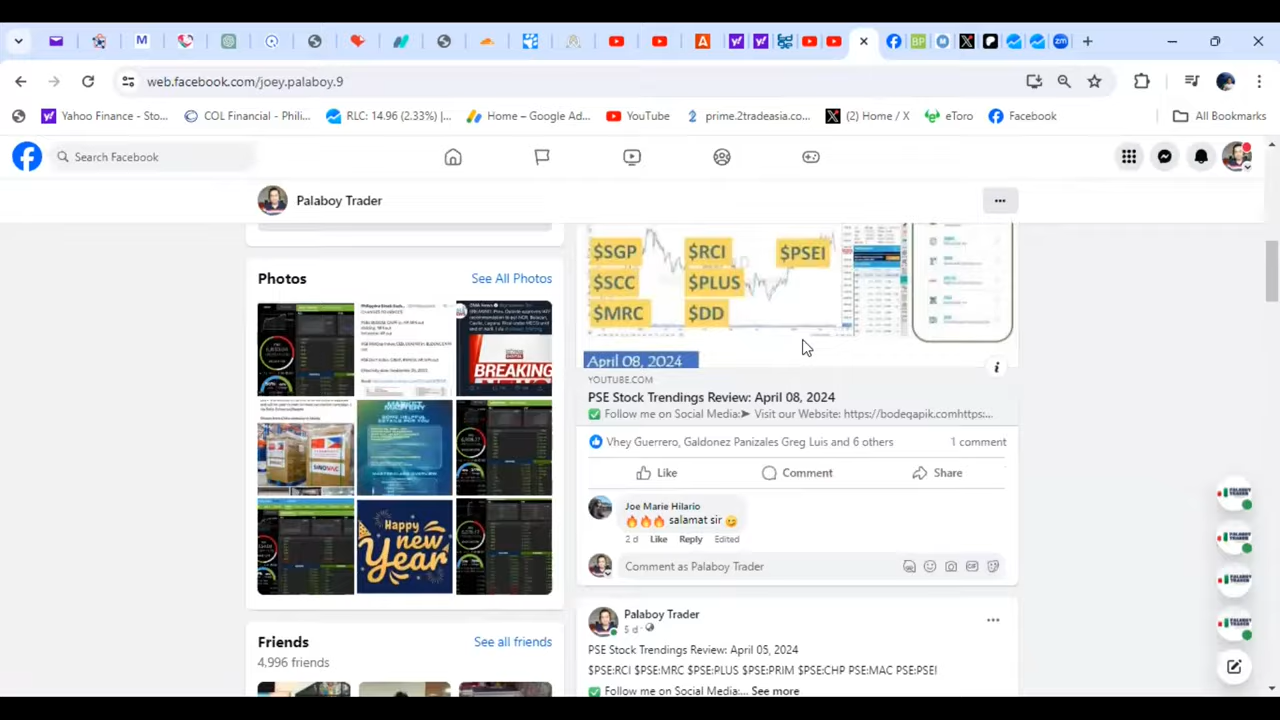 web.facebook.com/joey.palaboy.9
Yahoo Finance - Sto...
COL Financial - Phili...
RLC: 14.96 (2.33%) |...
Home – Google Ad...
YouTube
prime.2tradeasia.co...
(2) Home / X
eToro
Facebook
All Bookmarks
Search Facebook
Palaboy Trader
Photos
See All Photos
BREAKING
SINOVAC
Happy
new
YEAR
Friends
See all friends
4,996 friends
$SGP
$RCI
$PSEI
$SCC
$PLUS
$MRC
$DD
April 08, 2024
YOUTUBE.COM
PSE Stock Trendings Review: April 08, 2024
✅ Follow me on Social Media:➤ Visit our Website: https://bodeqapik.comhttps:...
Vhey Guerrero, Galdonez Panizales Greg Luis and 6 others
1 comment
Like
Comment
Share
Joe Marie Hilario
🔥🔥🔥 salamat sir 😏
2 d
Like
Reply
Edited
Comment as Palaboy Trader
Palaboy Trader
5 d
PSE Stock Trendings Review: April 05, 2024
$PSE:RCI $PSE:MRC $PSE:PLUS $PSE:PRIM $PSE:CHP PSE:MAC PSE:PSEI
✅ Follow me on Social Media:... See more